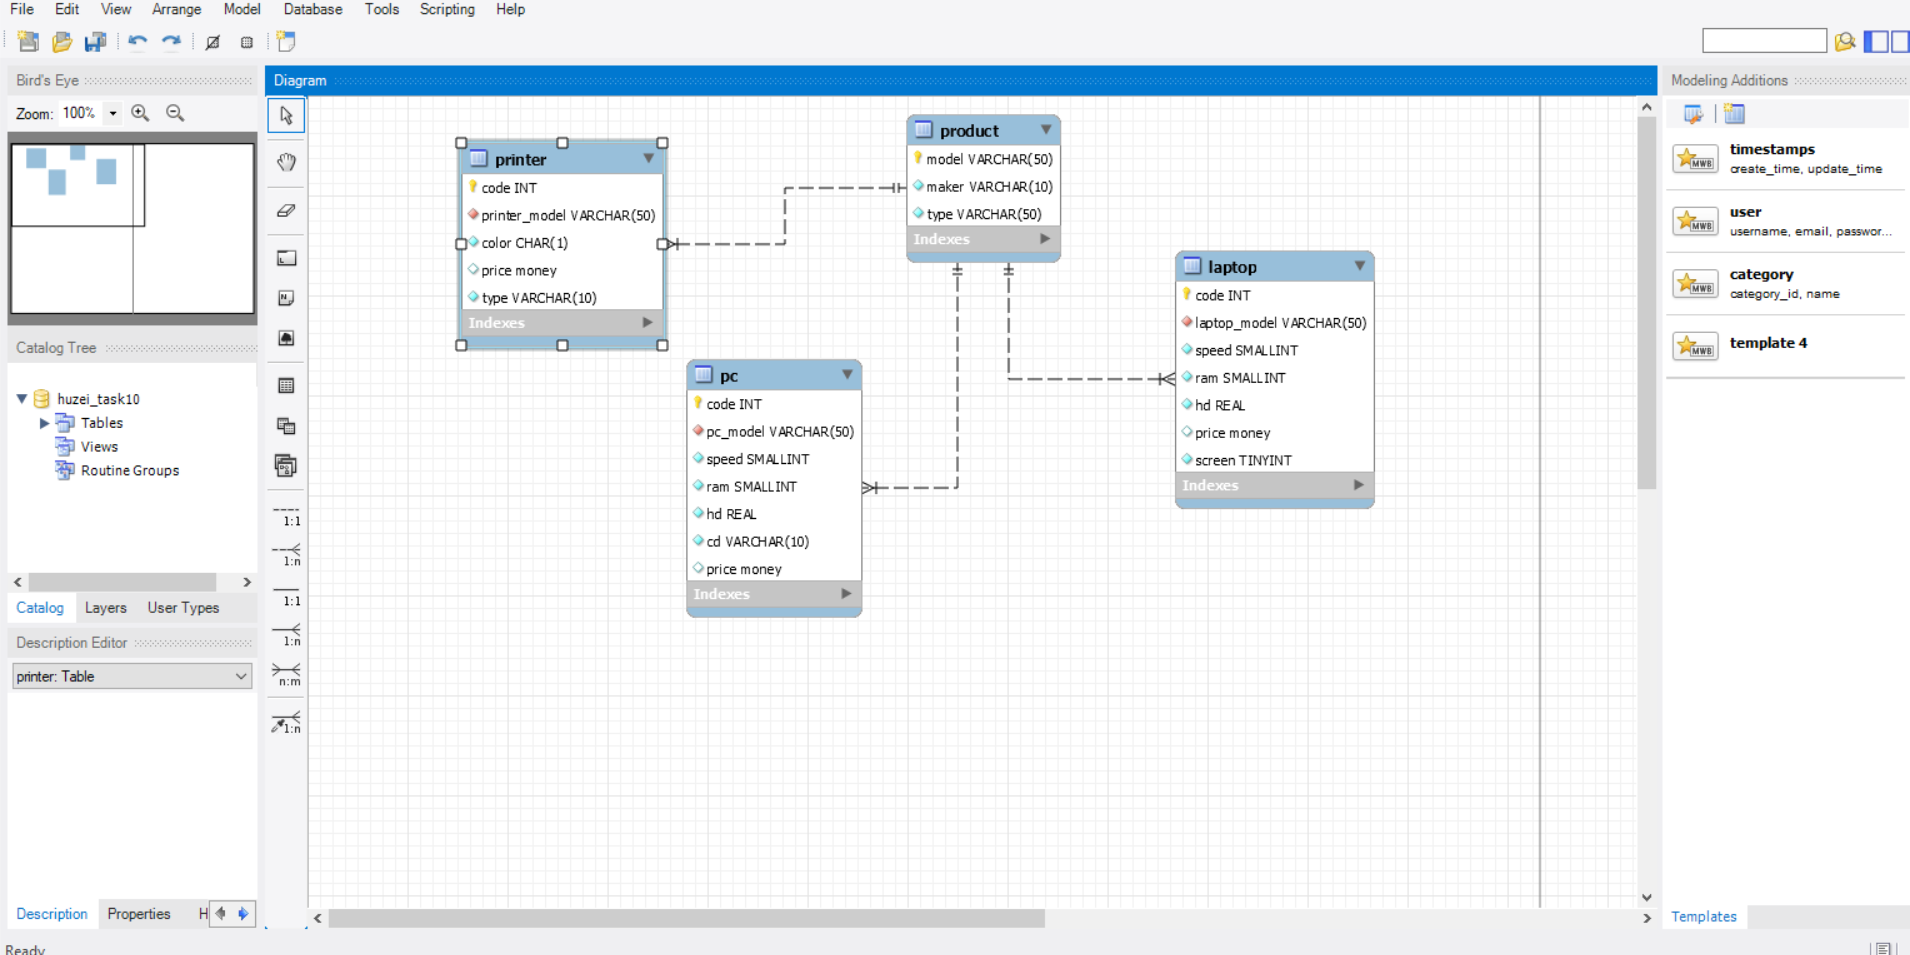 File Edit View Arrange Model Database Tools Scripting Help
Bird's Eye
Zoom: 100%
Catalog Tree
huzei_task10
Tables
Views
Routine Groups
Catalog Layers User Types
Description Editor
printer: Table
Description Properties H
Ready
Diagram
1:1
1:n
1:1
1:n
n:m
1:n
printer
code INT
printer_model VARCHAR(50)
color CHAR(1)
price money
type VARCHAR(10)
Indexes
product
model VARCHAR(50)
maker VARCHAR(10)
type VARCHAR(50)
Indexes
pc
code INT
pc_model VARCHAR(50)
speed SMALLINT
ram SMALLINT
hd REAL
cd VARCHAR(10)
price money
Indexes
laptop
code INT
laptop_model VARCHAR(50)
speed SMALLINT
ram SMALLINT
hd REAL
price money
screen TINYINT
Indexes
Modeling Additions
MWB
timestamps
create_time, update_time
MWB
user
username, email, passwor...
MWB
category
category_id, name
MWB
template 4
Templates